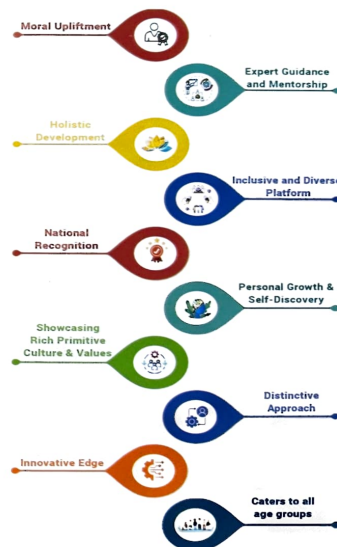 Moral Upliftment
Expert Guidance
and Mentorship
Holistic
Development
Inclusive and Diverse
Platform
National
Recognition
Personal Growth &
Self-Discovery
Showcasing
Rich Primitive
Culture & Values
Distinctive
Approach
Innovative Edge
Caters to all
age groups